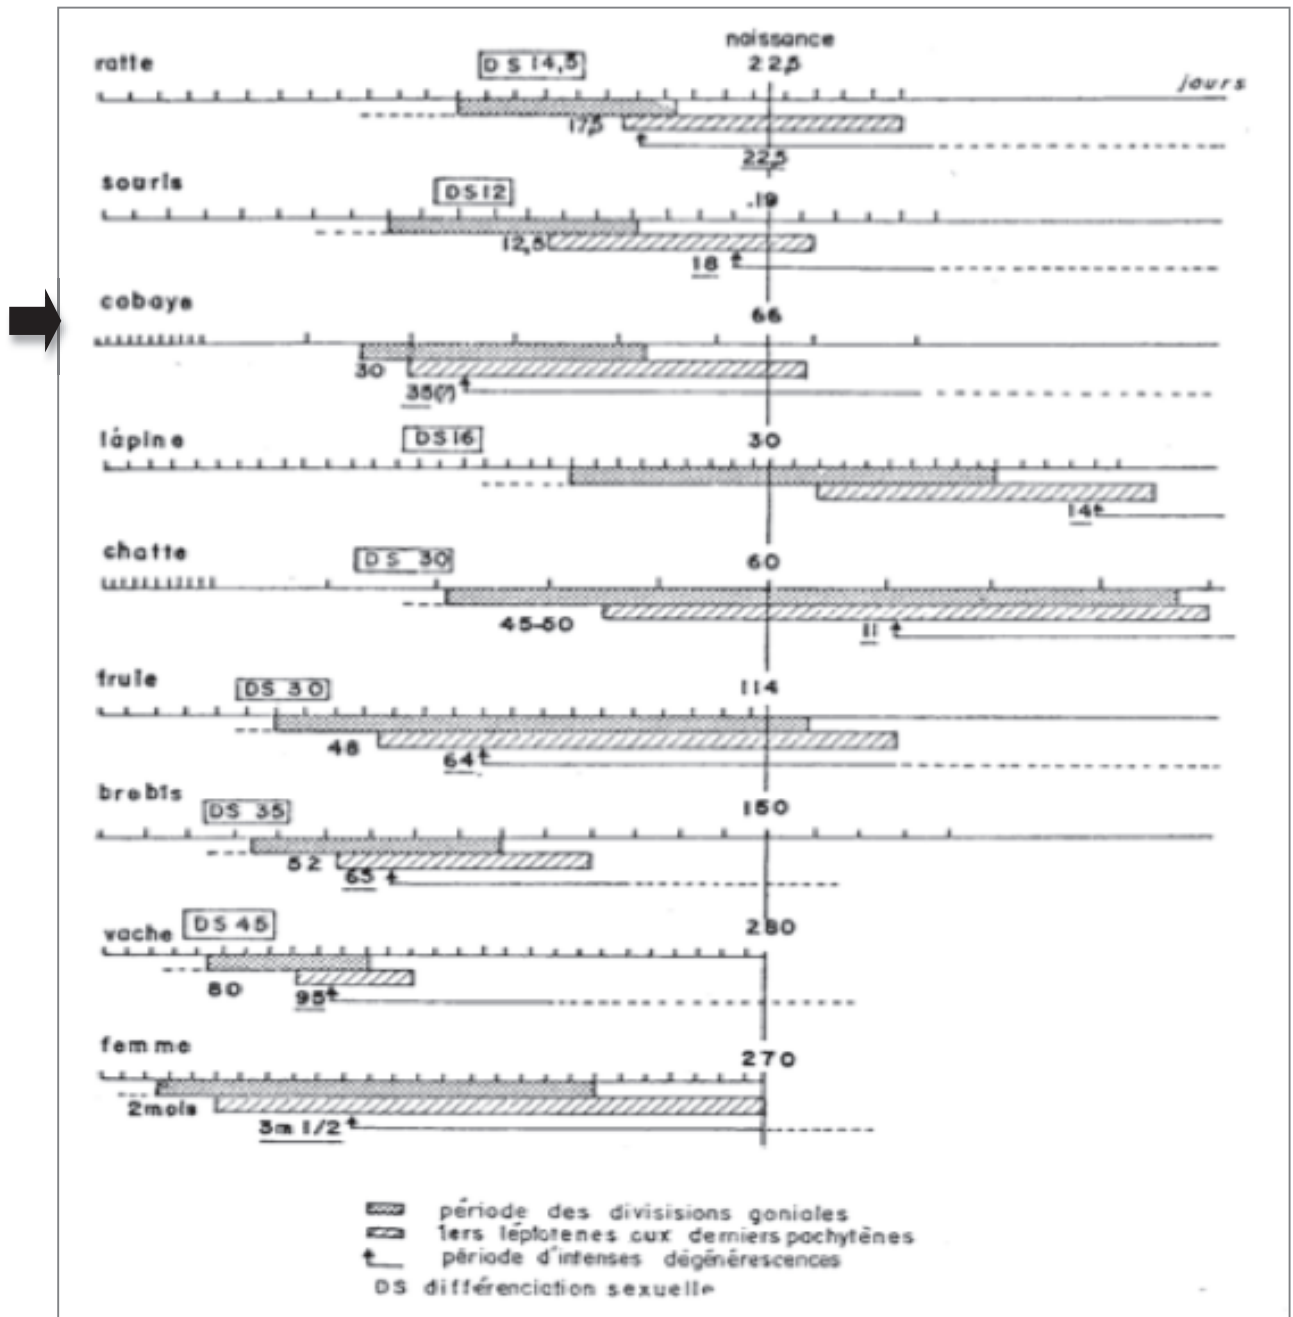 naissance
ratte DS 14,5 22,5
jours
17,5
22,5
souris DS12 .19
12,5
18
cobaye 66
30
35(?)
lapine DS16 30
14
chatte DS 30 60
45-50
11
truie DS 30 114
48
64
brebis DS 35 150
52
65
vache DS 45 280
80
95
femme 270
2mois
3m 1/2
période des divisisions goniales
1ers léptotenes aux derniers pachytènes
période d'intenses dégénérescences
DS différenciation sexuelle